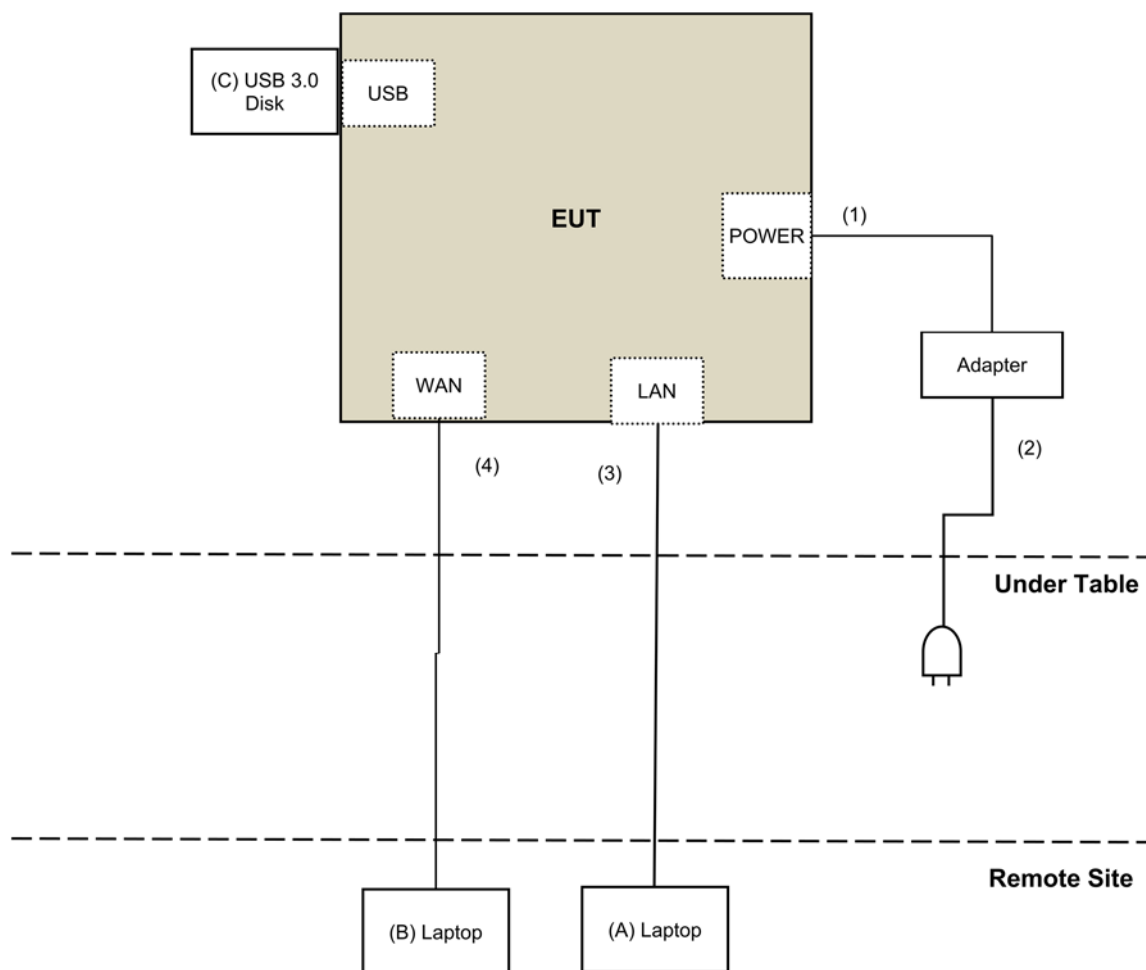 (C) USB 3.0
Disk
USB
EUT
(1)
POWER
Adapter
WAN
LAN
(2)
(4)
(3)
Under Table
Remote Site
(B) Laptop
(A) Laptop